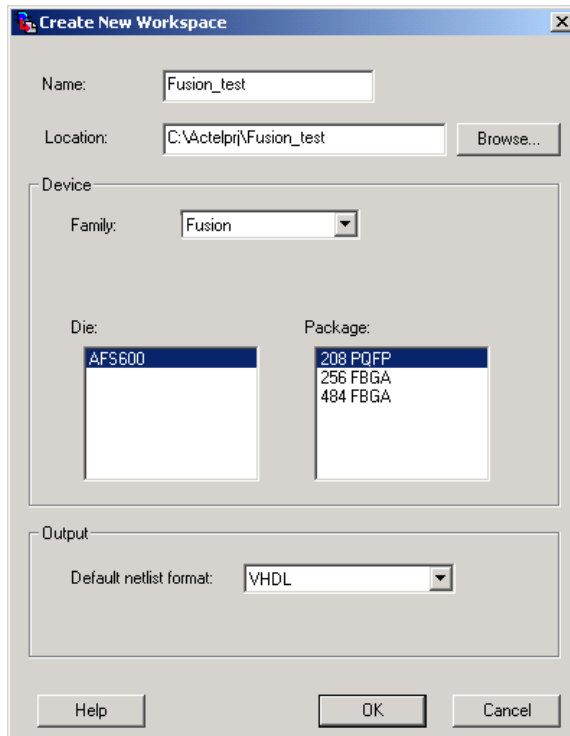 Create New Workspace
Name: Fusion_test
Location: C:\Actelprj\Fusion_test Browse...
Device
Family: Fusion
Die: Package:
AFS600 208 PQFP
256 FBGA
484 FBGA
Output
Default netlist format: VHDL
Help OK Cancel